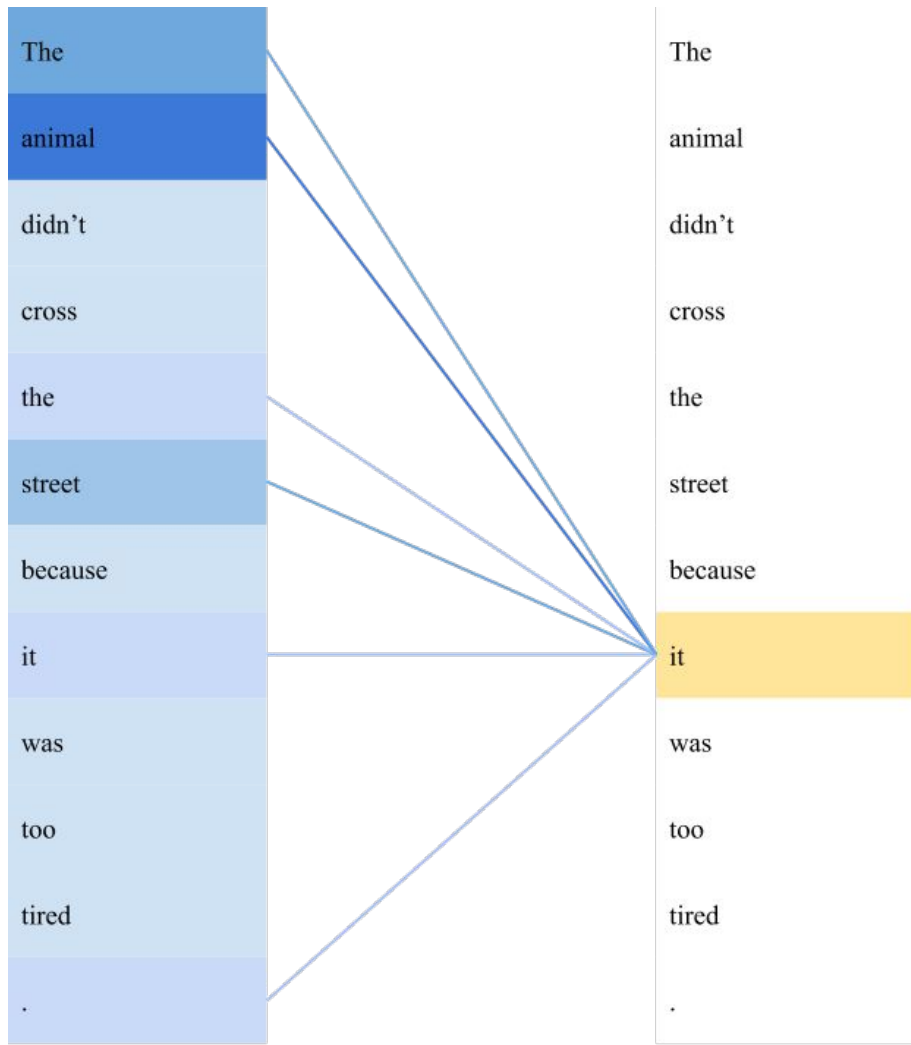 The The
animal animal
didn’t didn’t
cross cross
the the
street street
because because
it it
was was
too too
tired tired
. .